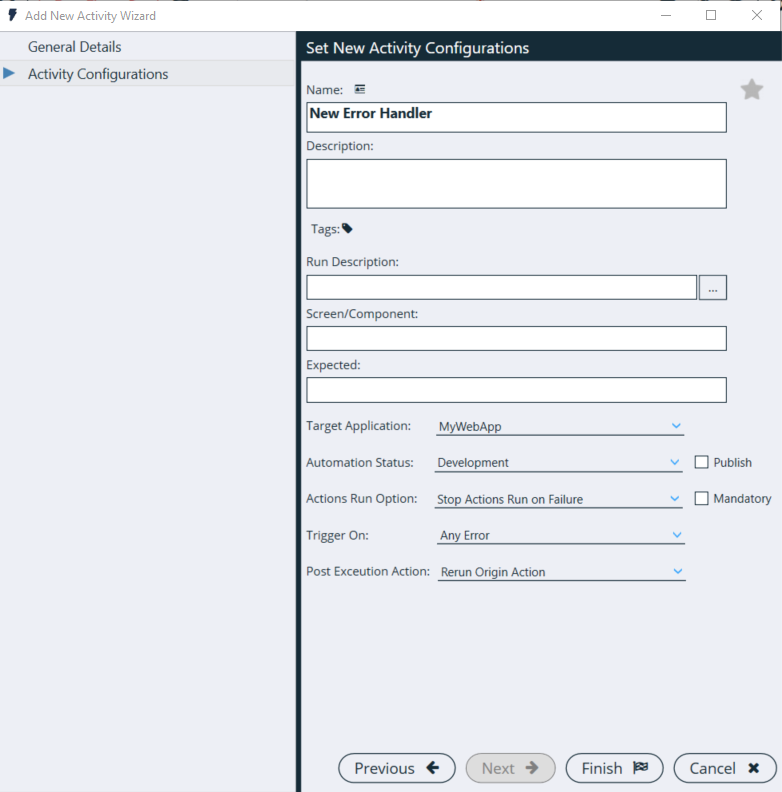 Add New Activity Wizard
General Details
Activity Configurations
Set New Activity Configurations
Name:
New Error Handler
Description:
Tags:
Run Description:
...
Screen/Component:
Expected:
Target Application: MyWebApp
Automation Status: Development Publish
Actions Run Option: Stop Actions Run on Failure Mandatory
Trigger On: Any Error
Post Exceution Action: Rerun Origin Action
Previous Next Finish Cancel